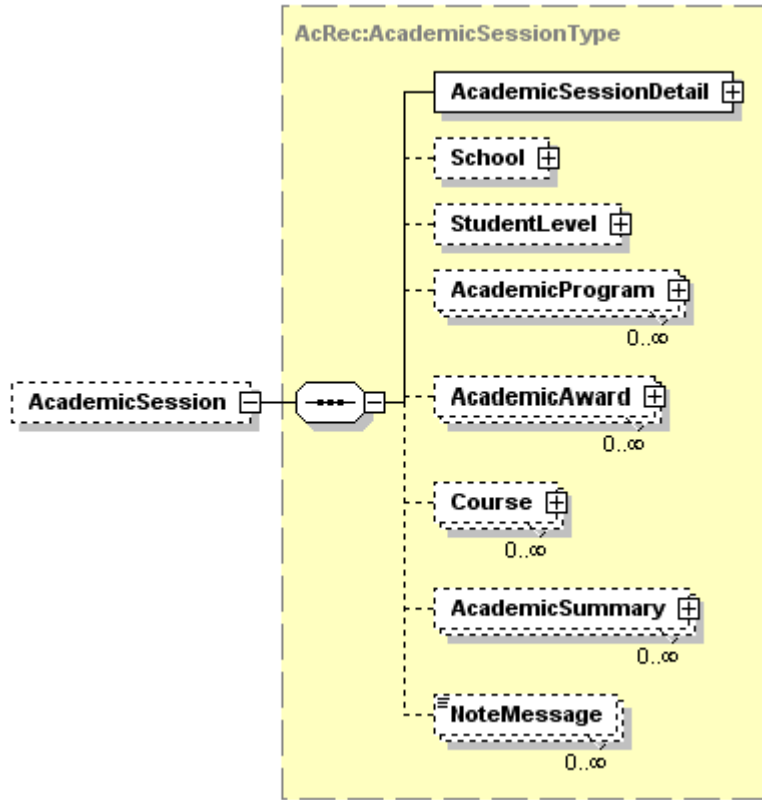 AcRec:AcademicSessionType
AcademicSessionDetail
School
StudentLevel
AcademicProgram
0..∞
AcademicSession
AcademicAward
0..∞
Course
0..∞
AcademicSummary
0..∞
NoteMessage
0..∞